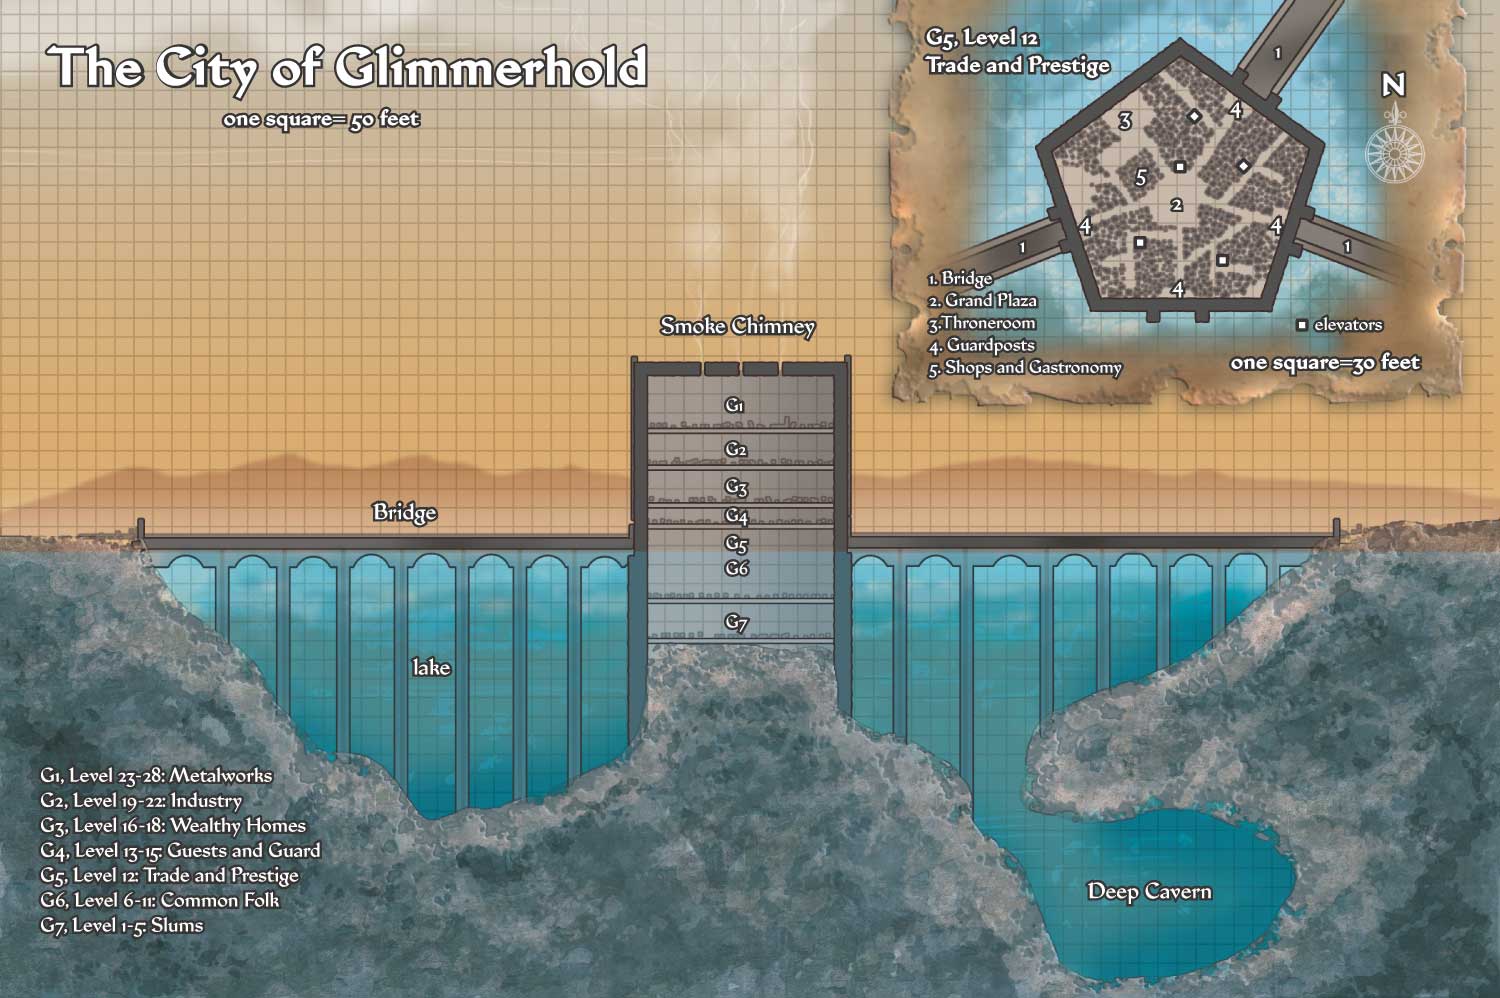 The City of Glimmerhold
one square= 50 feet
G5, Level 12
Trade and Prestige
N
1
4
3
5
2
4
4
1
1
4
1. Bridge
2. Grand Plaza
3.Throneroom
4. Guardposts
5. Shops and Gastronomy
elevators
one square=30 feet
Smoke Chimney
G1
G2
G3
G4
G5
G6
G7
Bridge
lake
Deep Cavern
G1, Level 23-28: Metalworks
G2, Level 19-22: Industry
G3, Level 16-18: Wealthy Homes
G4, Level 13-15: Guests and Guard
G5, Level 12: Trade and Prestige
G6, Level 6-11: Common Folk
G7, Level 1-5: Slums